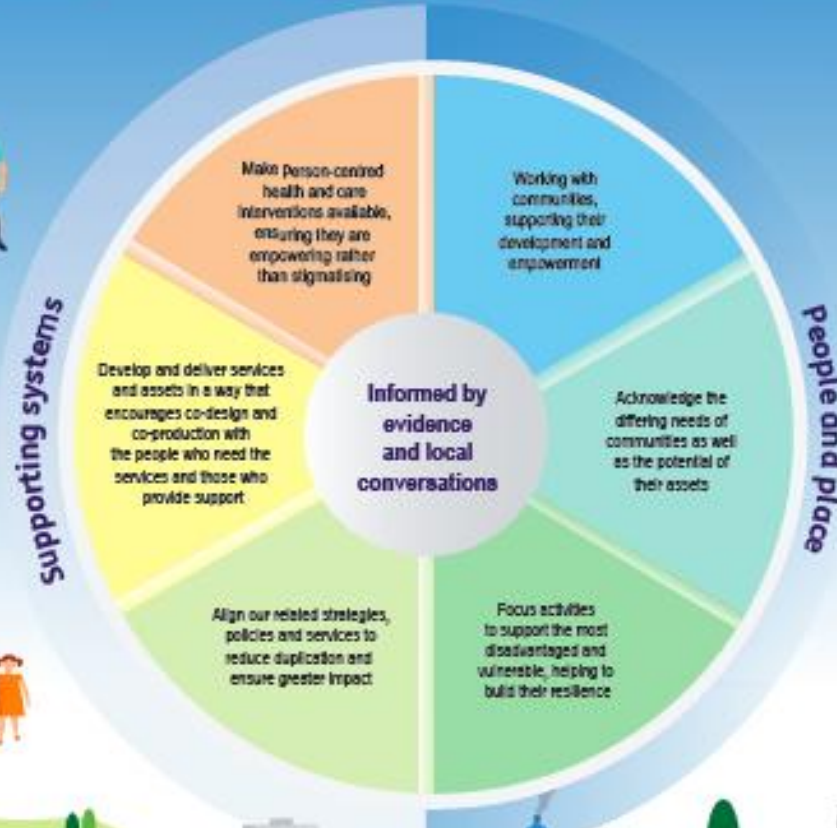 Make Person-centred
health and care
interventions available,
ensuring they are
empowering rather
than stigmatising
Working with
communities,
supporting their
development and
empowerment
Acknowledge the
differing needs of
communities as well
as the potential of
their assets
Focus activities
to support the most
disadvantaged and
vulnerable, helping to
build their resilience
Align our related strategies,
policies and services to
reduce duplication and
ensure greater impact
Develop and deliver services
and assets in a way that
encourages co-design and
co-production with
the people who need the
services and those who
provide support
Informed by
evidence
and local
conversations
Supporting systems
People and place